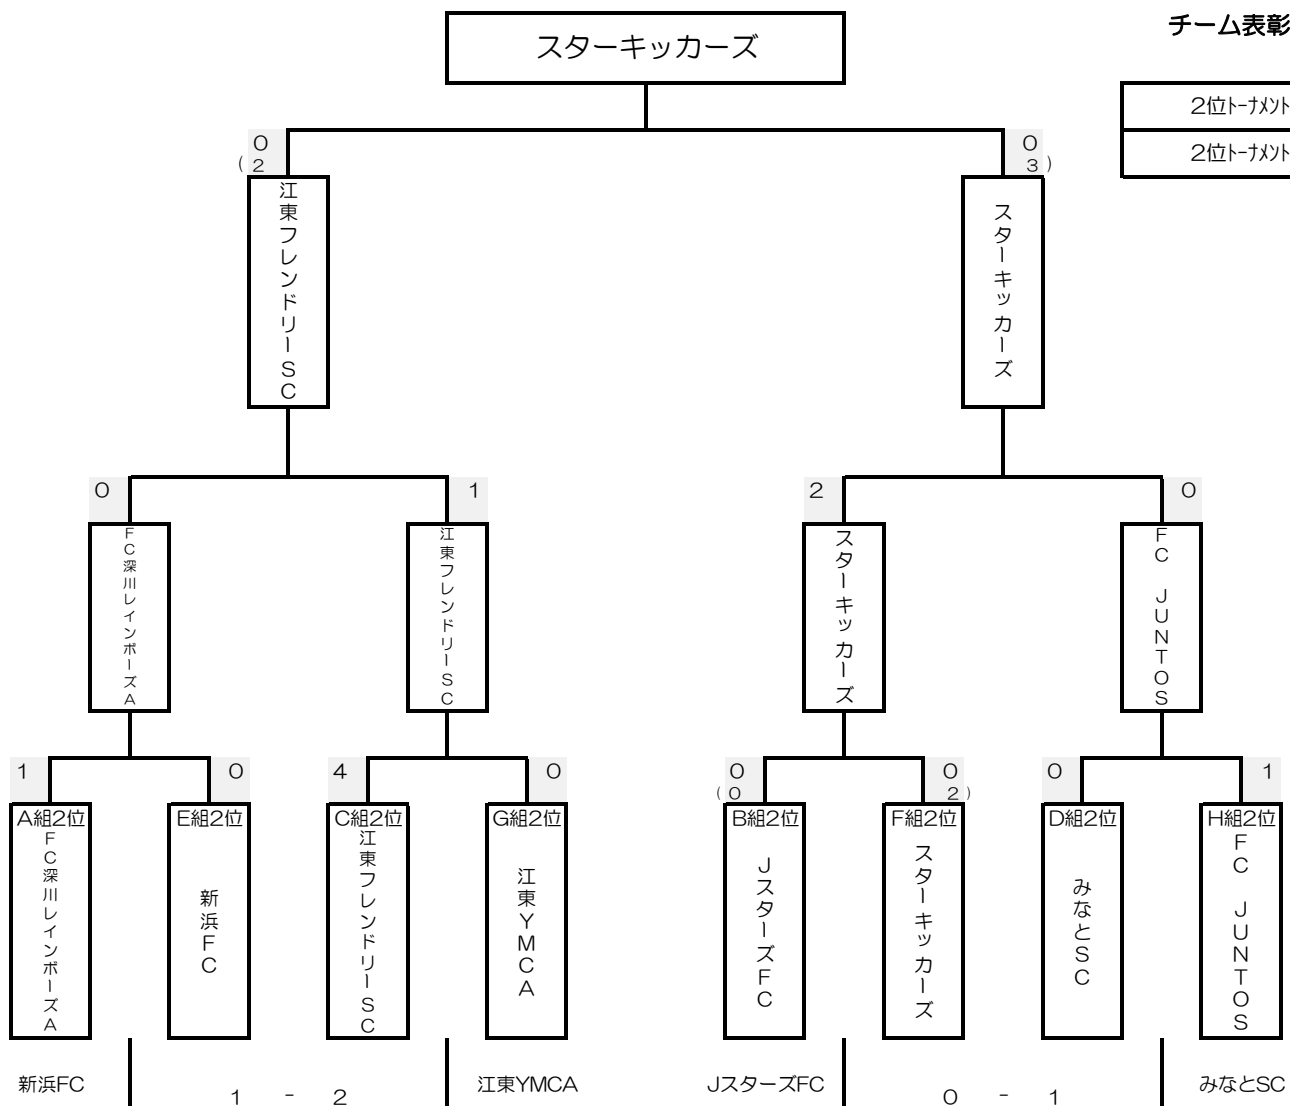 チーム表彰
スターキッカーズ
2位トーナメント
2位トーナメント
0
(2
0
3)
江東フレンドリーSC
スターキッカーズ
0
1
2
0
FC深川レインボーズA
江東フレンドリーSC
スターキッカーズ
FC JUNTOS
1
0
4
0
0
(0
0
2)
0
1
A組2位
E組2位
C組2位
G組2位
B組2位
F組2位
D組2位
H組2位
FC深川レインボーズA
新浜FC
江東フレンドリーSC
江東YMCA
JスターズFC
スターキッカーズ
みなとSC
FC JUNTOS
新浜FC
1 - 2
江東YMCA
JスターズFC
0 - 1
みなとSC